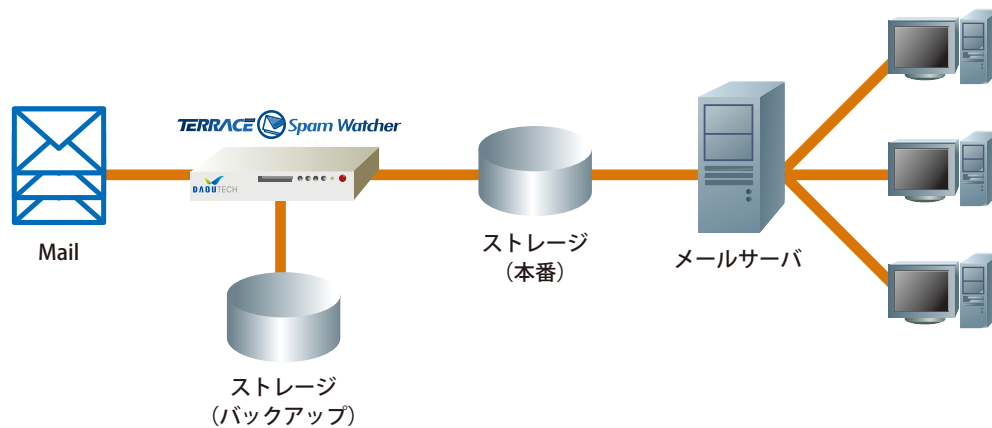 TERRACE Spam Watcher
DAOUTECH
Mail
ストレージ
（本番）
メールサーバ
ストレージ
（バックアップ）